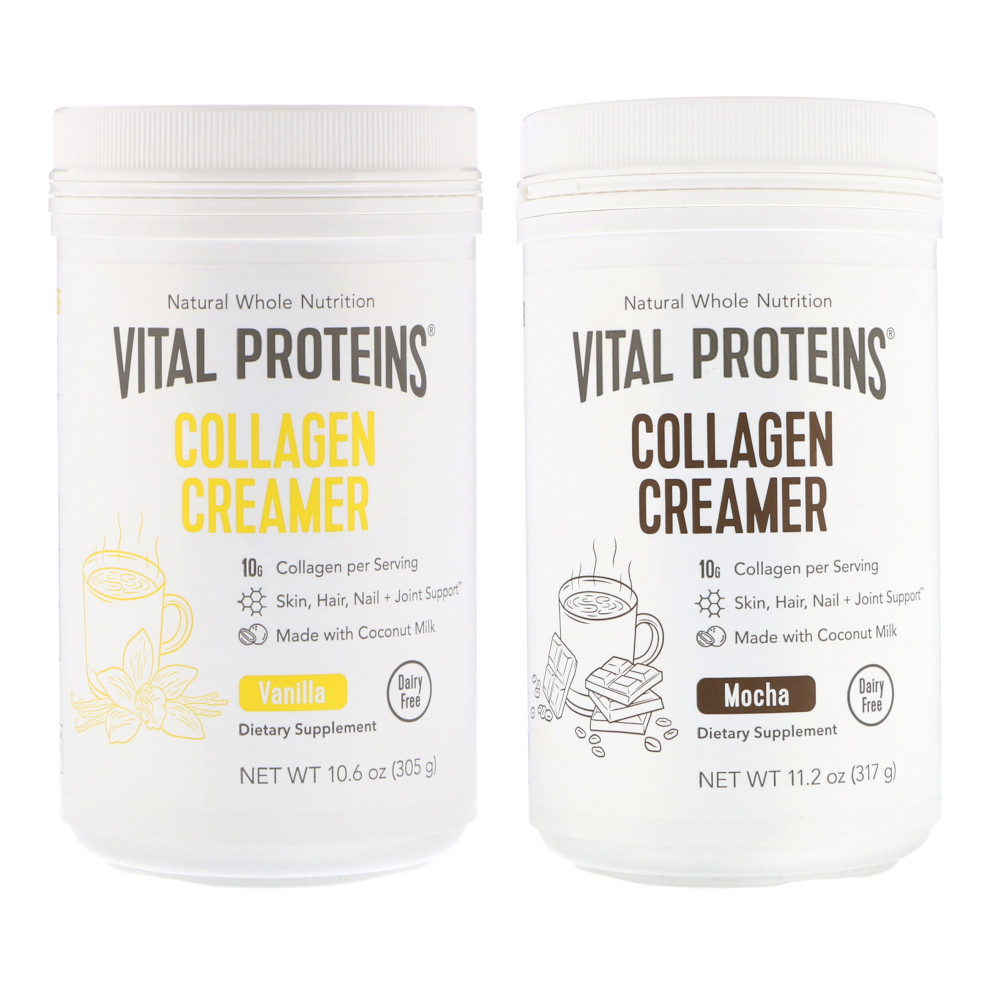 Natural Whole Nutrition
VITAL PROTEINS®
COLLAGEN
CREAMER
10G Collagen per Serving
Skin, Hair, Nail + Joint Support**
Made with Coconut Milk
Vanilla
Dairy
Free
Dietary Supplement
NET WT 10.6 oz (305 g)
Natural Whole Nutrition
VITAL PROTEINS®
COLLAGEN
CREAMER
10G Collagen per Serving
Skin, Hair, Nail + Joint Support**
Made with Coconut Milk
Mocha
Dairy
Free
Dietary Supplement
NET WT 11.2 oz (317 g)